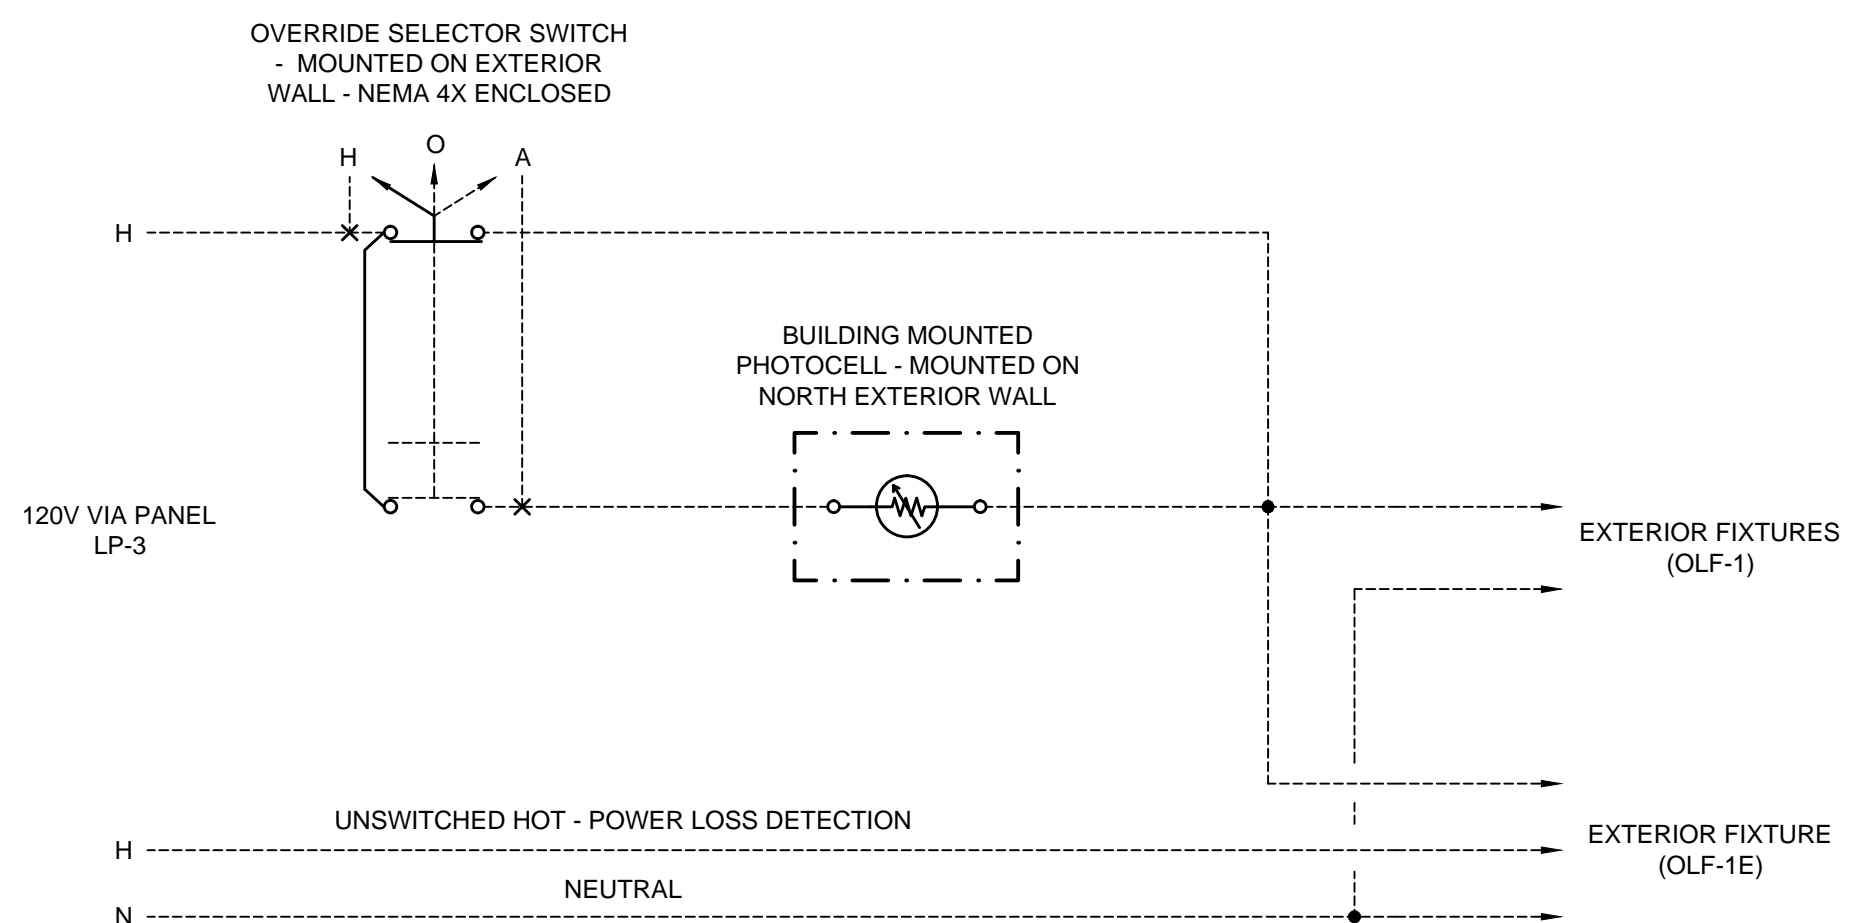 OVERRIDE SELECTOR SWITCH
- MOUNTED ON EXTERIOR
WALL - NEMA 4X ENCLOSED
H
O
A
H
BUILDING MOUNTED
PHOTOCELL - MOUNTED ON
NORTH EXTERIOR WALL
120V VIA PANEL
LP-3
EXTERIOR FIXTURES
(OLF-1)
UNSWITCHED HOT - POWER LOSS DETECTION
H
EXTERIOR FIXTURE
(OLF-1E)
NEUTRAL
N